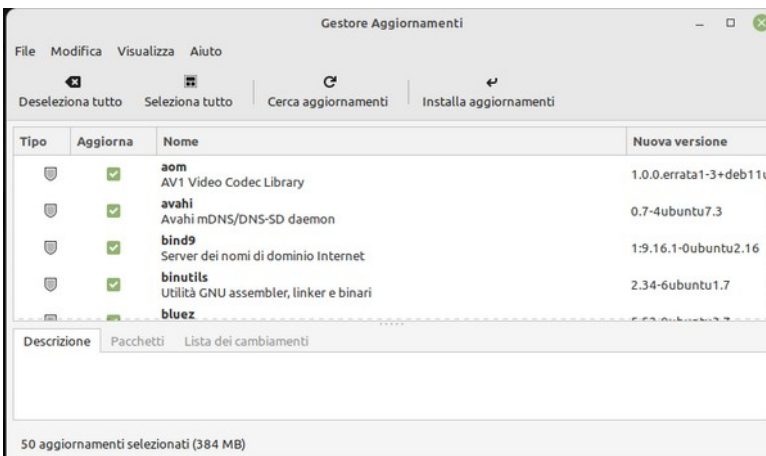 Gestore Aggiornamenti
File Modifica Visualizza Aiuto
Deseleziona tutto Seleziona tutto Cerca aggiornamenti Installa aggiornamenti
Tipo Aggiorna Nome Nuova versione
aom
AV1 Video Codec Library 1.0.0.errata1-3+deb11u
avahi
Avahi mDNS/DNS-SD daemon 0.7-4ubuntu7.3
bind9
Server dei nomi di dominio Internet 1:9.16.1-0ubuntu2.16
binutils
Utilità GNU assembler, linker e binari 2.34-6ubuntu1.7
bluez
Descrizione Pacchetti Lista dei cambiamenti
50 aggiornamenti selezionati (384 MB)